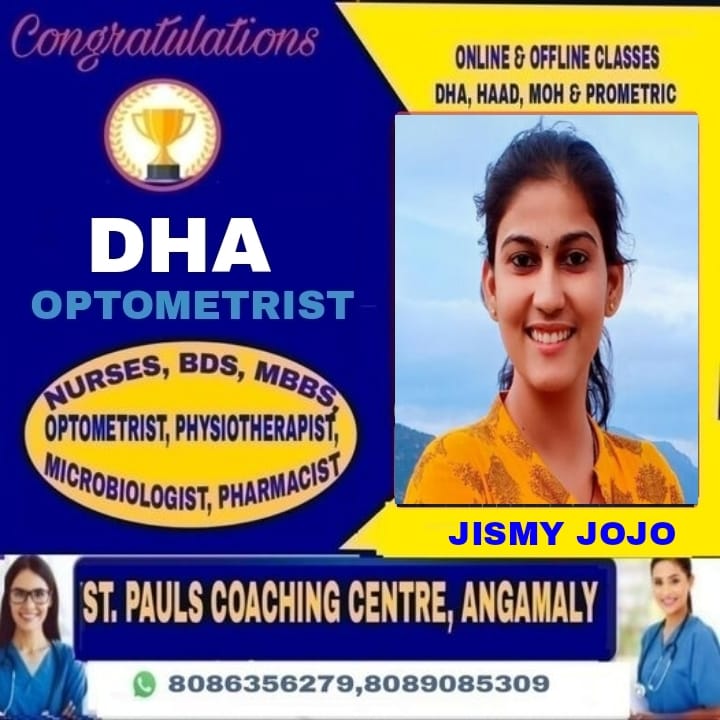 Congratulations
ONLINE & OFFLINE CLASSES
DHA, HAAD, MOH & PROMETRIC
DHA
OPTOMETRIST
NURSES, BDS, MBBS,
OPTOMETRIST, PHYSIOTHERAPIST,
MICROBIOLOGIST, PHARMACIST
JISMY JOJO
ST. PAULS COACHING CENTRE, ANGAMALY
8086356279,8089085309